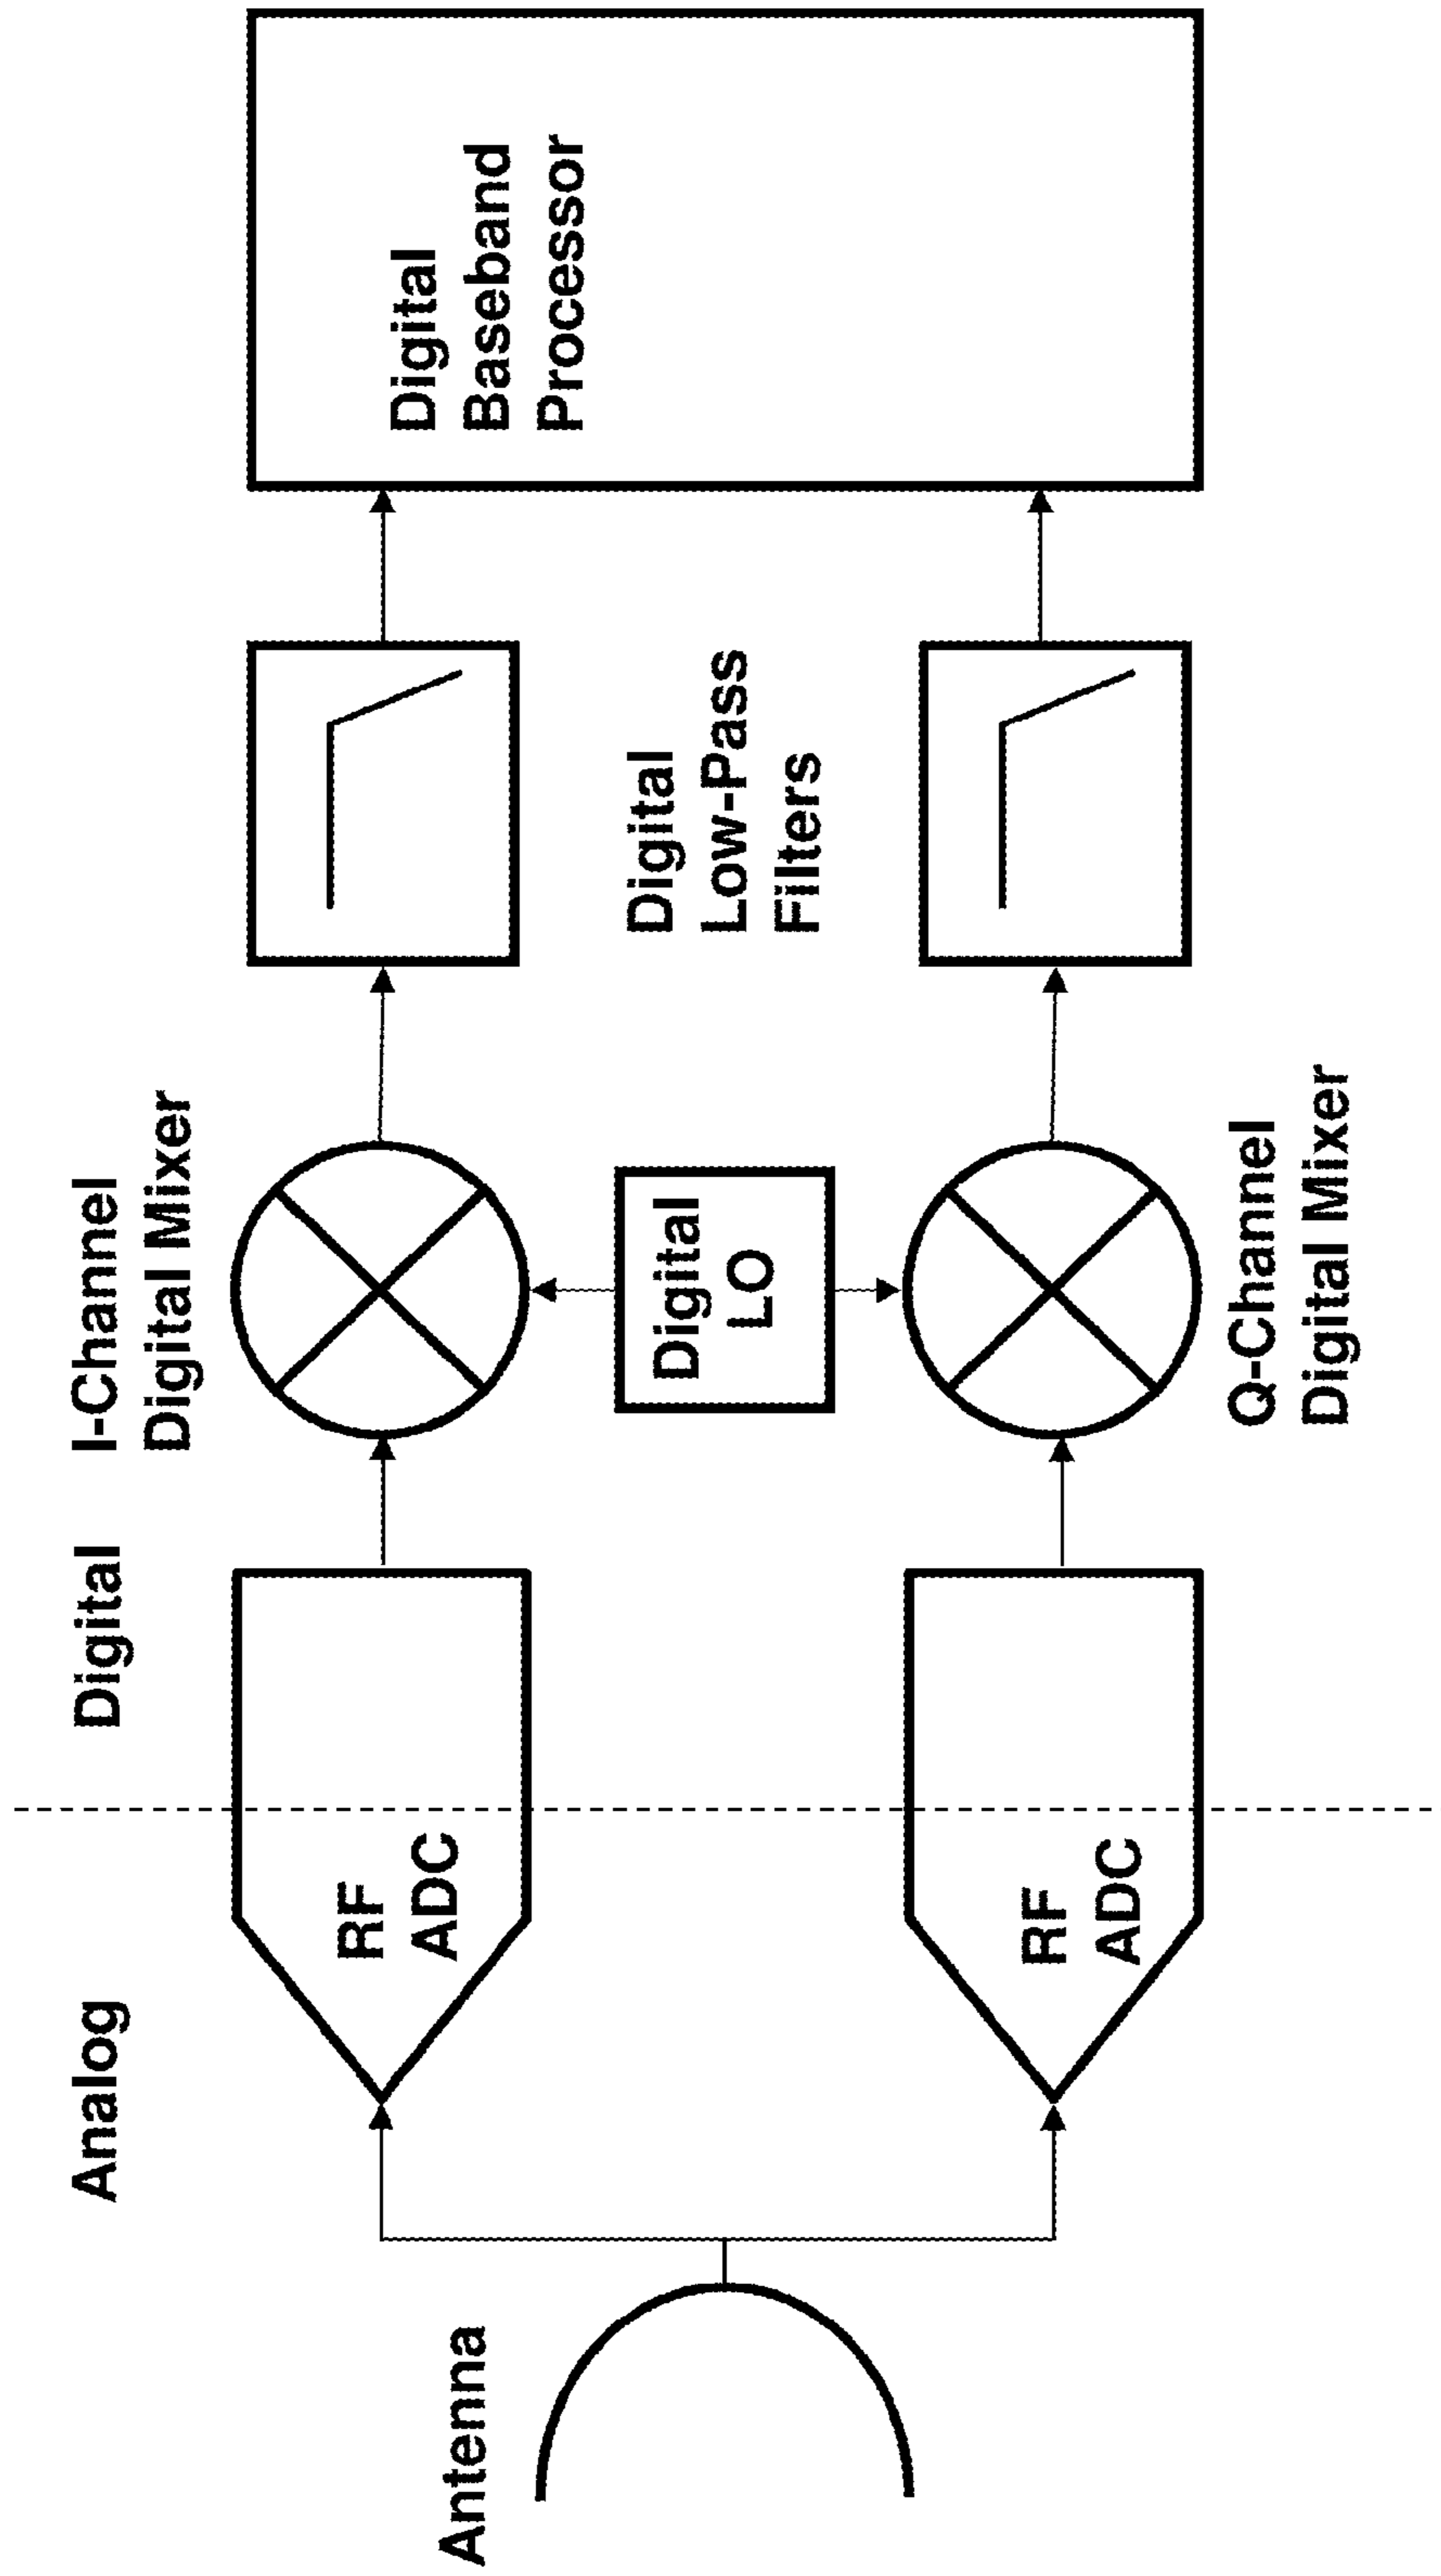 Antenna
Analog
Digital
RF
ADC
RF
ADC
I-Channel
Digital Mixer
Digital
LO
Q-Channel
Digital Mixer
Digital
Low-Pass
Filters
Digital
Baseband
Processor